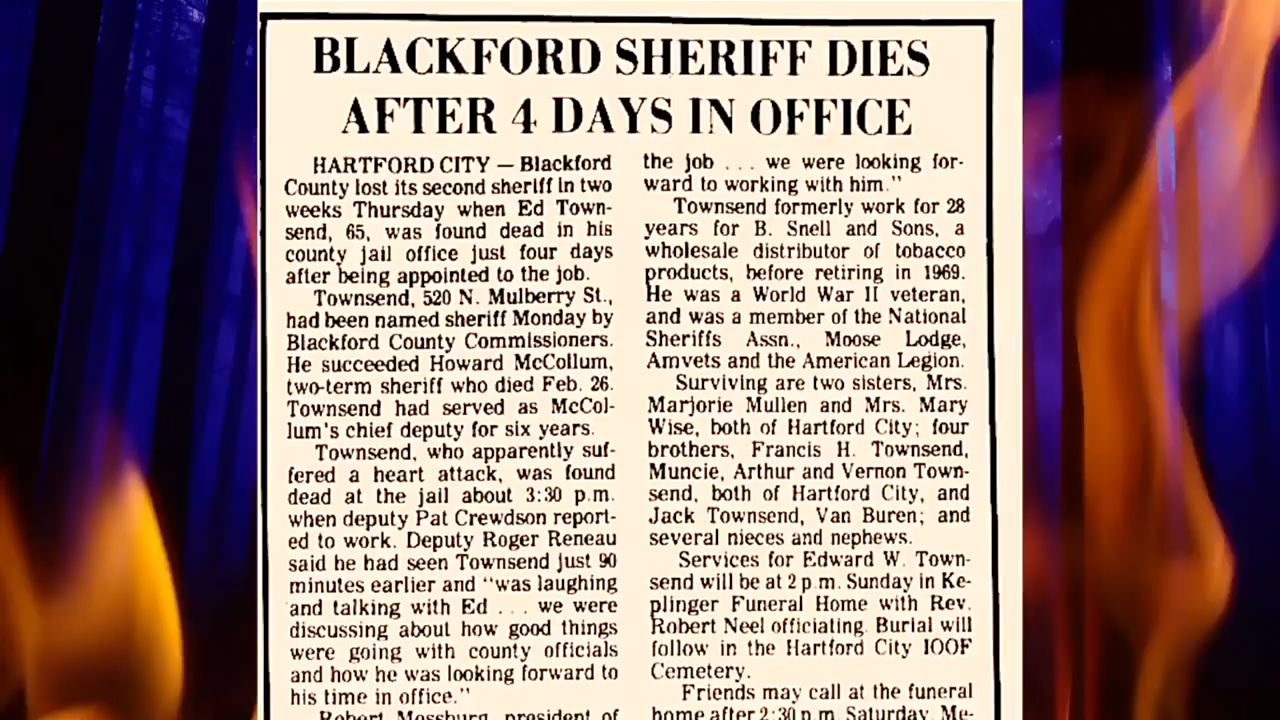 BLACKFORD SHERIFF DIES
AFTER 4 DAYS IN OFFICE
HARTFORD CITY — Blackford
County lost its second sheriff in two
weeks Thursday when Ed Town-
send, 65, was found dead in his
county jail office just four days
after being appointed to the job.
Townsend, 520 N. Mulberry St.,
had been named sheriff Monday by
Blackford County Commissioners.
He succeeded Howard McCollum,
two-term sheriff who died Feb. 26.
Townsend had served as McCol-
lum's chief deputy for six years.
Townsend, who apparently suf-
fered a heart attack, was found
dead at the jail about 3:30 p.m.
when deputy Pat Crewdson report-
ed to work. Deputy Roger Reneau
said he had seen Townsend just 90
minutes earlier and "was laughing
and talking with Ed . . . we were
discussing about how good things
were going with county officials
and how he was looking forward to
his time in office."
Robert Mossburg, president of
the job . . . we were looking for-
ward to working with him."
Townsend formerly work for 28
years for B. Snell and Sons, a
wholesale distributor of tobacco
products, before retiring in 1969.
He was a World War II veteran,
and was a member of the National
Sheriffs Assn., Moose Lodge,
Amvets and the American Legion.
Surviving are two sisters, Mrs.
Marjorie Mullen and Mrs. Mary
Wise, both of Hartford City; four
brothers, Francis H. Townsend,
Muncie, Arthur and Vernon Town-
send, both of Hartford City, and
Jack Townsend, Van Buren; and
several nieces and nephews.
Services for Edward W. Town-
send will be at 2 p.m. Sunday in Ke-
plinger Funeral Home with Rev.
Robert Neel officiating. Burial will
follow in the Hartford City IOOF
Cemetery.
Friends may call at the funeral
home after 2:30 p.m. Saturday. Me-